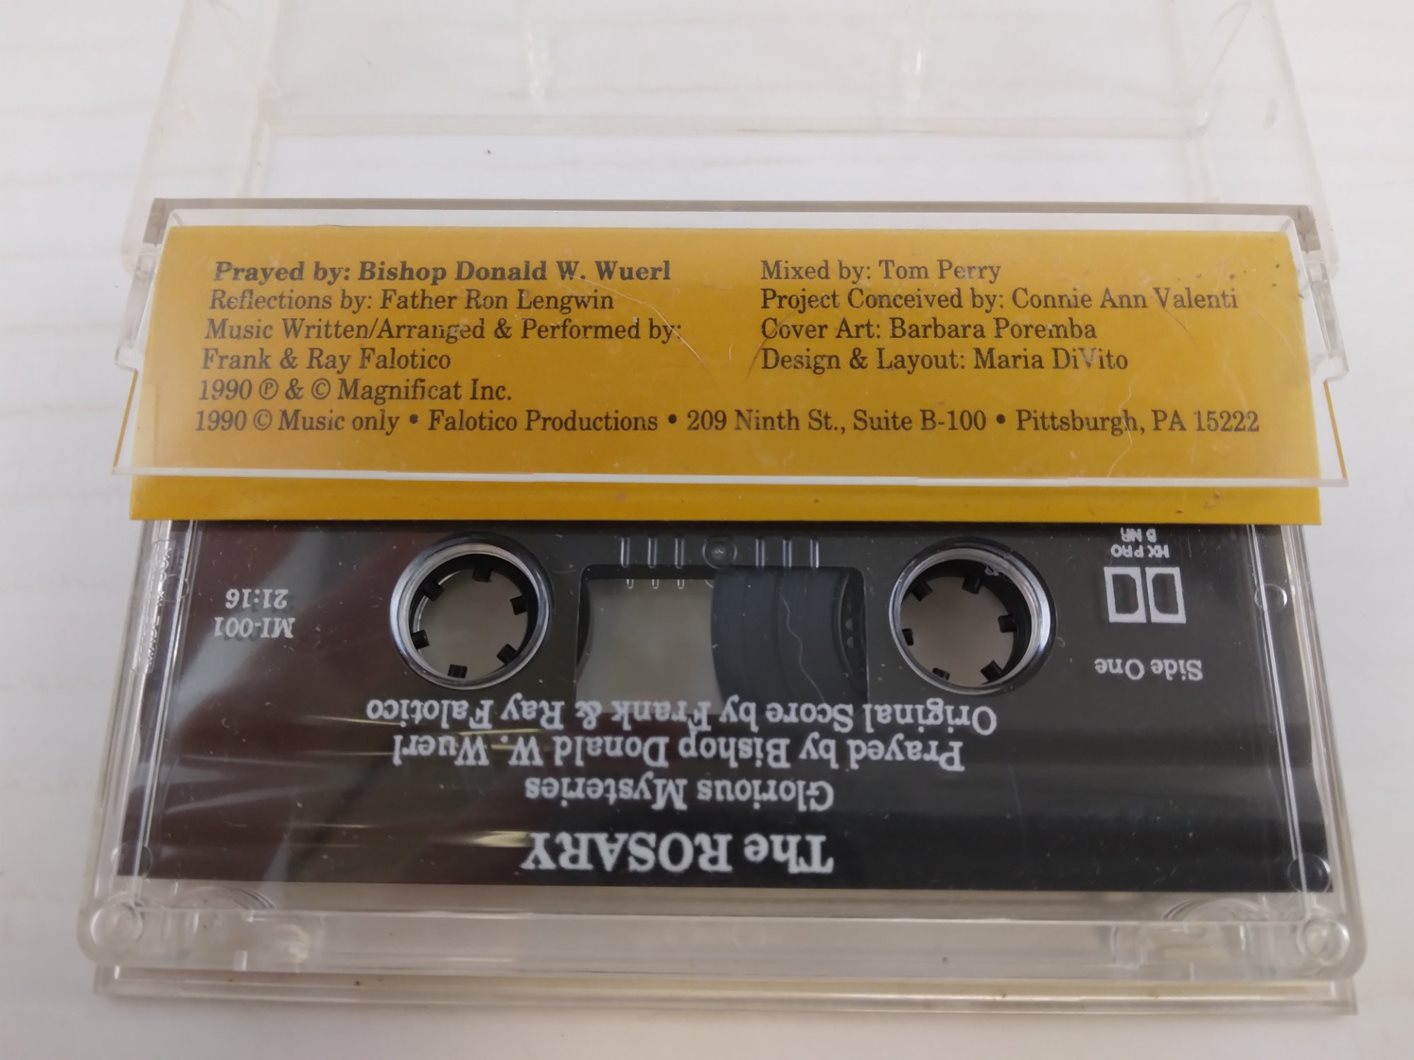 Prayed by: Bishop Donald W. Wuerl
Reflections by: Father Ron Lengwin
Music Written/Arranged & Performed by:
Frank & Ray Falotico
1990 ℗ & © Magnificat Inc.
Mixed by: Tom Perry
Project Conceived by: Connie Ann Valenti
Cover Art: Barbara Poremba
Design & Layout: Maria DiVito
1990 © Music only • Falotico Productions • 209 Ninth St., Suite B-100 • Pittsburgh, PA 15222
The ROSARY
Glorious Mysteries
Prayed by Bishop Donald W. Wuerl
Original Score by Frank & Ray Falotico
Side One
HX PRO
B NR
MI-001
21:16